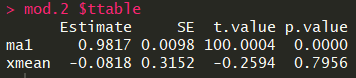 > mod.2 $ttable
Estimate SE t.value p.value
ma1 0.9817 0.0098 100.0004 0.0000
xmean -0.0818 0.3152 -0.2594 0.7956